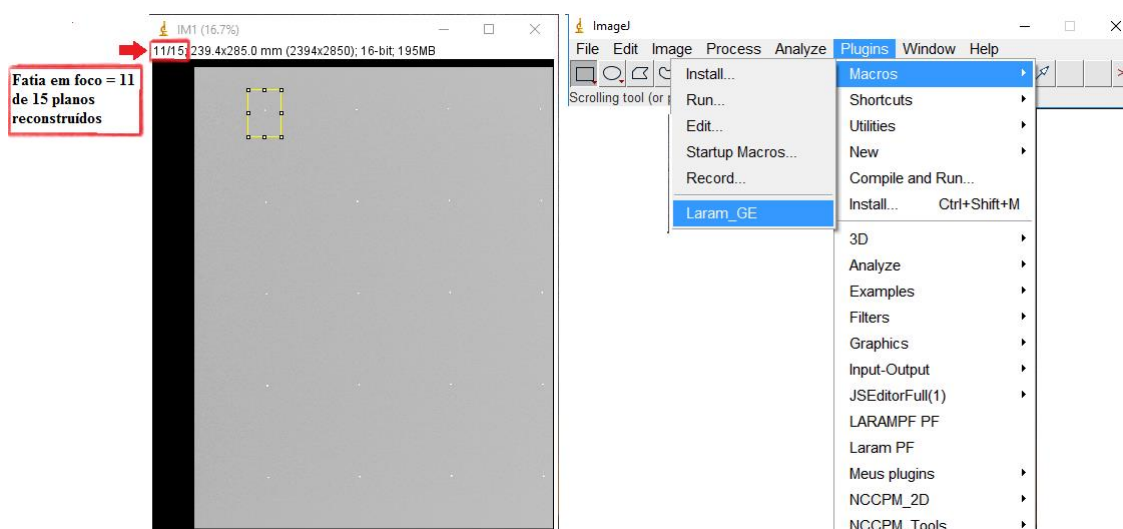 IM1 (16.7%)
11/15; 239.4x285.0 mm (2394x2850); 16-bit; 195MB
Fatia em foco = 11
de 15 planos
reconstruídos
ImageJ
File Edit Image Process Analyze Plugins Window Help
Scrolling tool (or
Install...
Run...
Edit...
Startup Macros...
Record...
Laram_GE
Macros
Shortcuts
Utilities
New
Compile and Run...
Install... Ctrl+Shift+M
3D
Analyze
Examples
Filters
Graphics
Input-Output
JSEditorFull(1)
LARAMPF PF
Laram PF
Meus plugins
NCCPM_2D
NCCPM_Tools